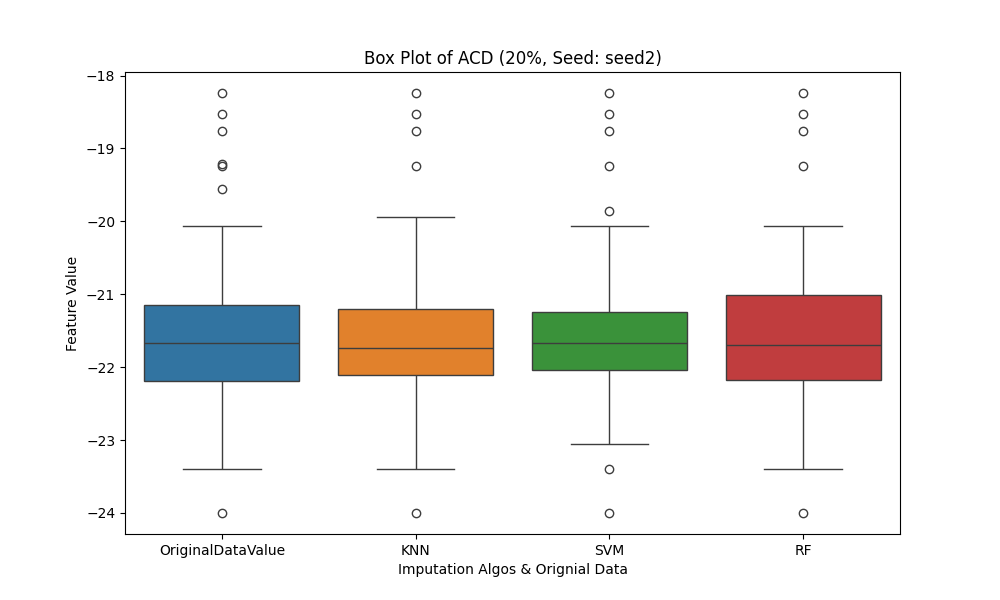 Box Plot of ACD (20%, Seed: seed2)
−18
−19
−20
−21
−22
−23
−24
Feature Value
OriginalDataValue KNN SVM RF
Imputation Algos & Orignial Data